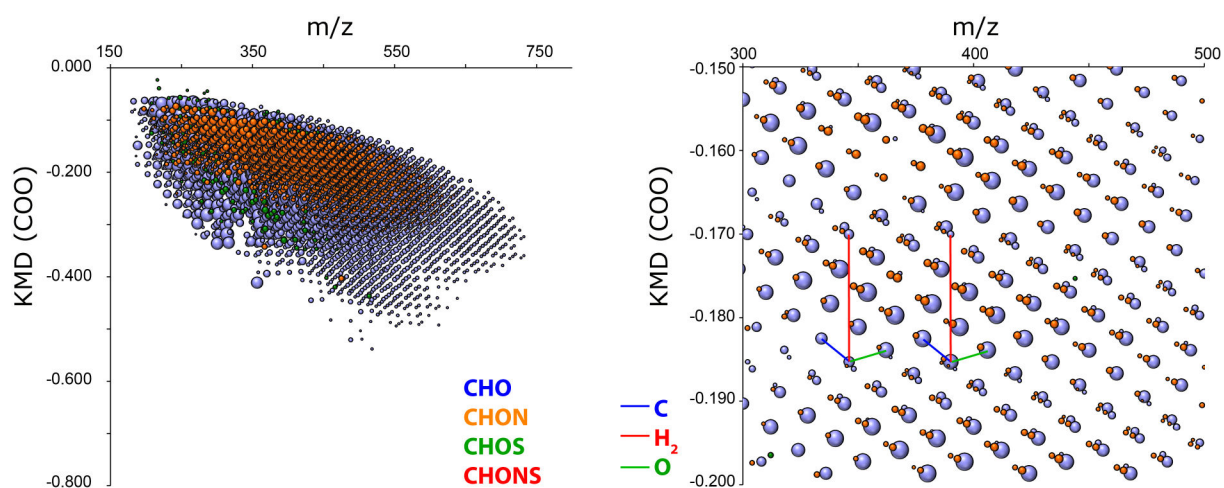 m/z
150 350 550 750
0.000
-0.200
-0.400
-0.600
-0.800
KMD (COO)
CHO
CHON
CHOS
CHONS
m/z
300 400 500
-0.150
-0.160
-0.170
-0.180
-0.190
-0.200
KMD (COO)
C
H₂
O